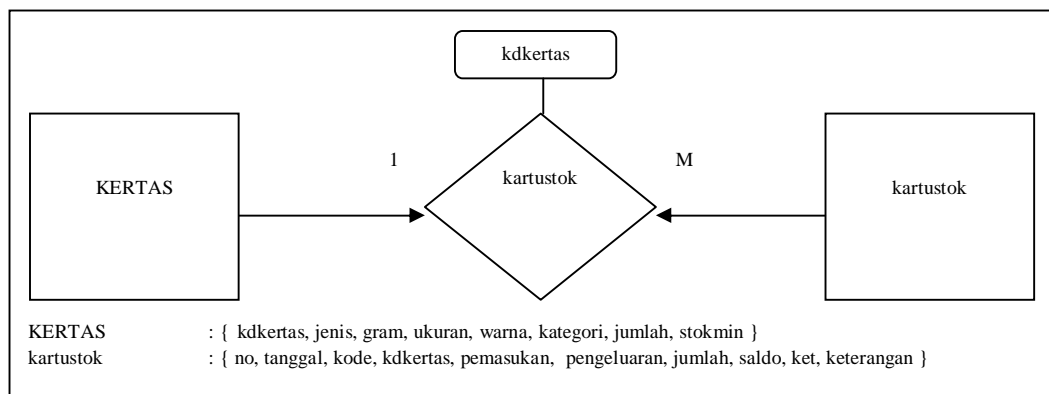 kdkertas
1
M
KERTAS
kartustok
kartustok
KERTAS : { kdkertas, jenis, gram, ukuran, warna, kategori, jumlah, stokmin }
kartustok : { no, tanggal, kode, kdkertas, pemasukan, pengeluaran, jumlah, saldo, ket, keterangan }